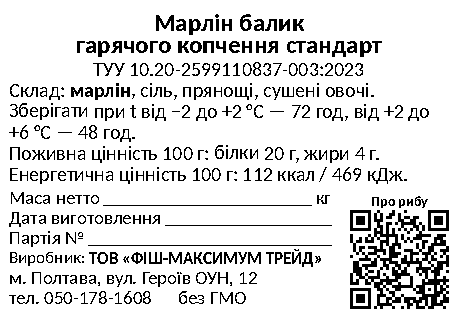 Марлін балик
гарячого копчення стандарт
ТУУ 10.20-2599110837-003:2023
Склад: марлін, сіль, прянощі, сушені овочі.
Зберігати при t від −2 до +2 °C — 72 год, від +2 до
+6 °C — 48 год.
Поживна цінність 100 г: білки 20 г, жири 4 г.
Енергетична цінність 100 г: 112 ккал / 469 кДж.
Маса нетто ____________________ кг
Дата виготовлення ________________
Партія № ________________________
Про рибу
Виробник: ТОВ «ФІШ-МАКСИМУМ ТРЕЙД»
м. Полтава, вул. Героїв ОУН, 12
тел. 050-178-1608 без ГМО